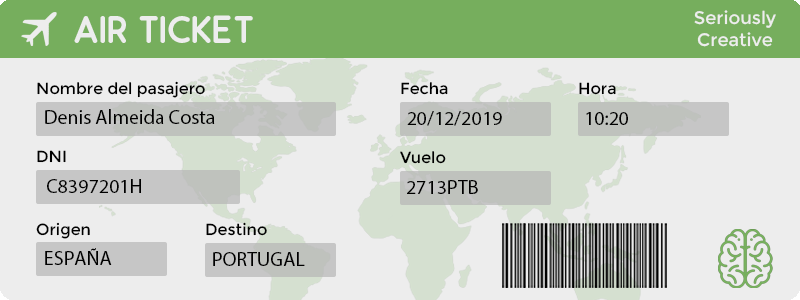 AIR TICKET
Seriously
Creative
Nombre del pasajero
Denis Almeida Costa
Fecha
20/12/2019
Hora
10:20
DNI
C8397201H
Vuelo
2713PTB
Origen
ESPAÑA
Destino
PORTUGAL